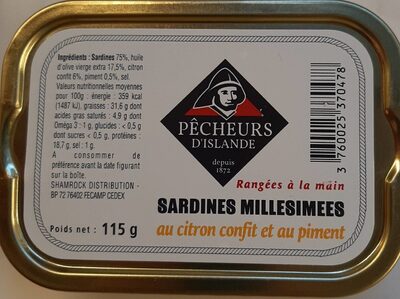 Ingrédients : Sardines 75%, huile
d'olive vierge extra 17,5%, citron
confit 6%, piment 0,5%, sel.
Valeurs nutritionnelles moyennes
pour 100g : énergie : 359 kcal
(1487 kJ), graisses : 31,6 g dont
acides gras saturés : 4,9 g dont
Oméga 3 : 1 g, glucides : < 0,5 g
dont sucres < 0,5 g, protéines :
18,7 g, sel : 1 g.
A consommer de
préférence avant la date figurant
sur la boîte.
SHAMROCK DISTRIBUTION -
BP 72 76402 FECAMP CEDEX
Poids net : 115 g
PÊCHEURS
D'ISLANDE
depuis
1872
3 760025 370478
Rangées à la main
SARDINES MILLESIMEES
au citron confit et au piment